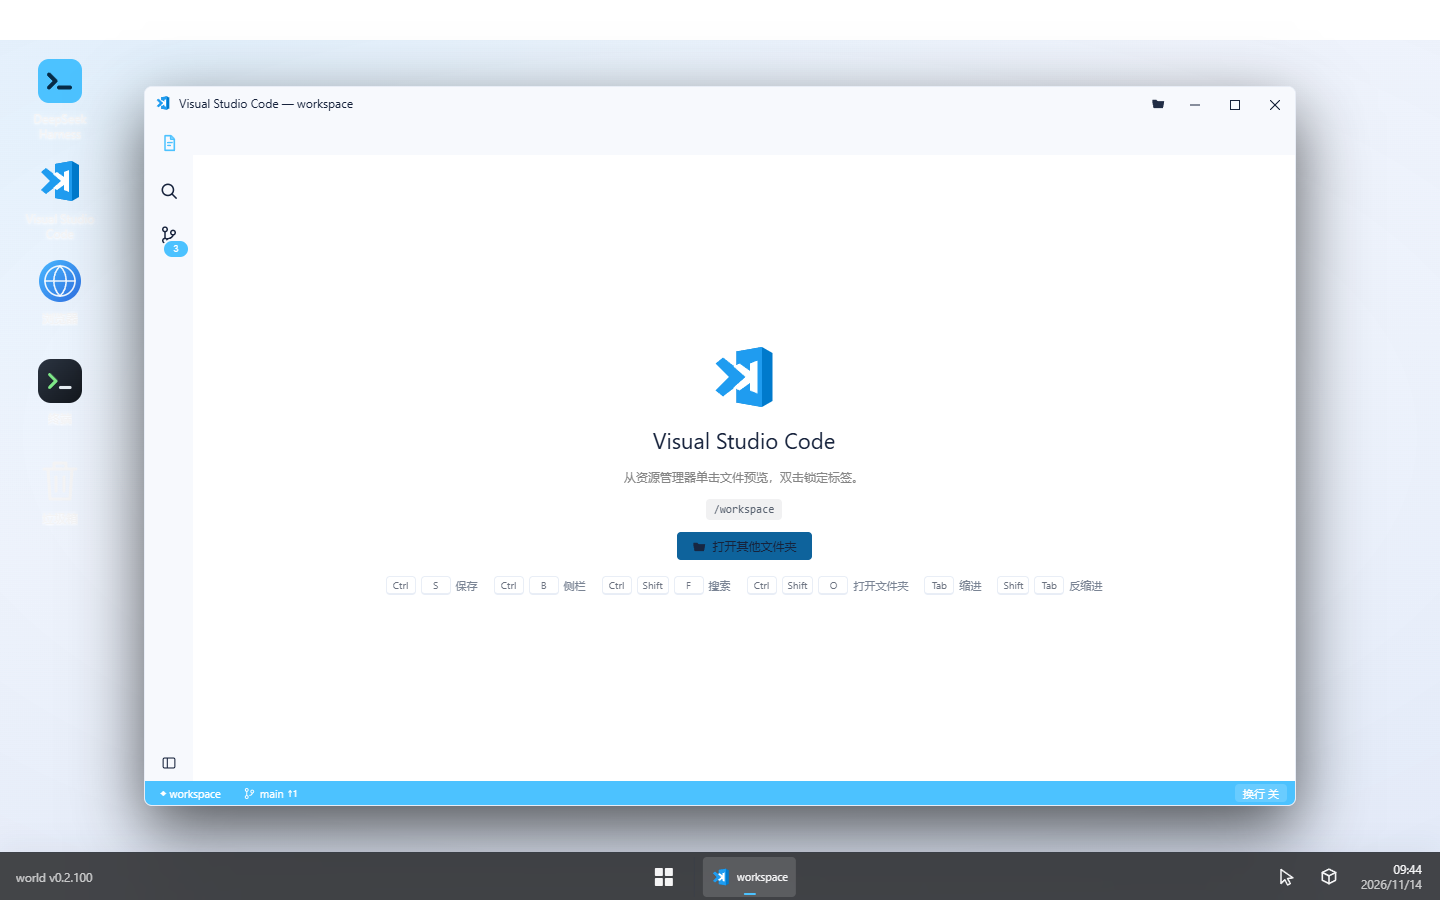 Visual Studio Code — workspace
3
Visual Studio Code
从资源管理器单击文件预览，双击锁定标签。
/workspace
打开其他文件夹
Ctrl S 保存 Ctrl B 侧栏 Ctrl Shift F 搜索 Ctrl Shift O 打开文件夹 Tab 缩进 Shift Tab 反缩进
workspace main ↑1 换行 关
world v0.2.100
workspace
09:44
2026/11/14